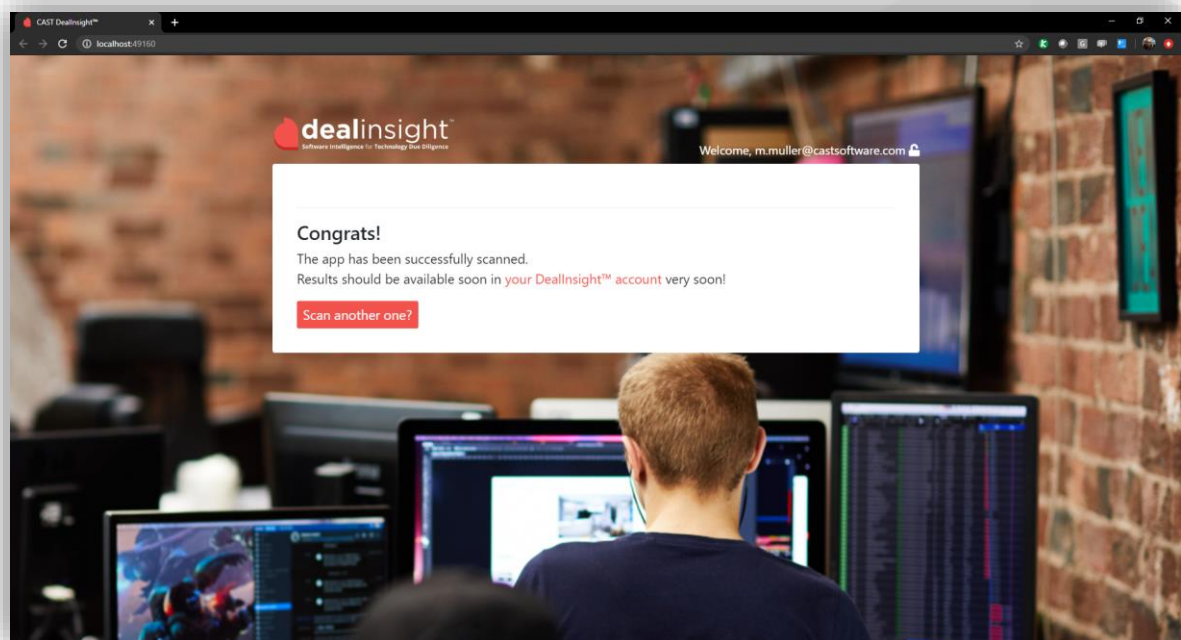 CAST DealInsight™
localhost:49160
dealinsight™
Software Intelligence for Technology Due Diligence
Welcome, m.muller@castsoftware.com
Congrats!
The app has been successfully scanned.
Results should be available soon in your DealInsight™ account very soon!
Scan another one?